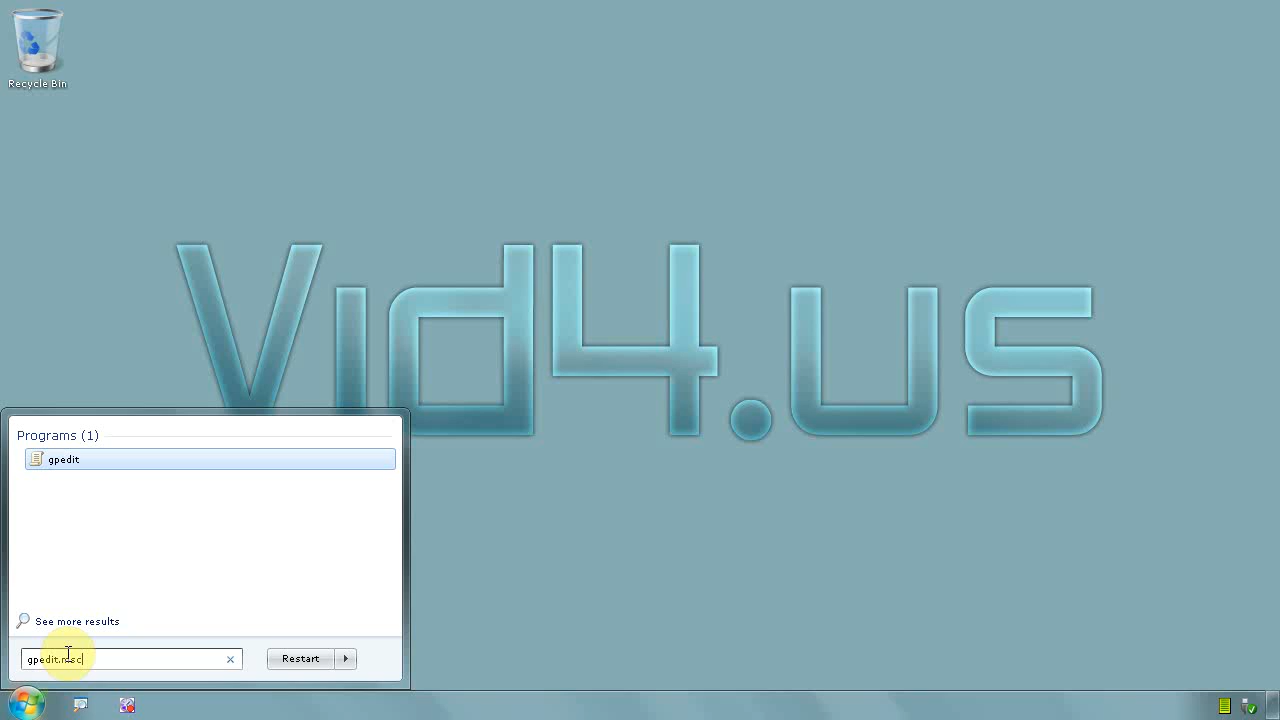 Recycle Bin
Vid4.us
Programs (1)
gpedit
See more results
gpedit.msc
Restart